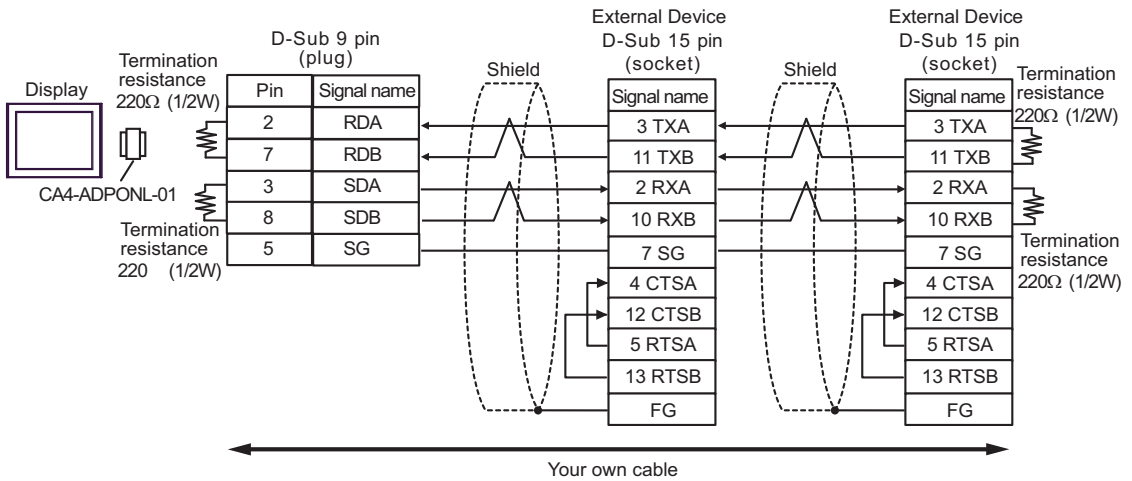 Display
CA4-ADPONL-01
Termination
resistance
220Ω (1/2W)
Termination
resistance
220 (1/2W)
D-Sub 9 pin
(plug)
Pin Signal name
2 RDA
7 RDB
3 SDA
8 SDB
5 SG
Shield
External Device
D-Sub 15 pin
(socket)
Signal name
3 TXA
11 TXB
2 RXA
10 RXB
7 SG
4 CTSA
12 CTSB
5 RTSA
13 RTSB
FG
Shield
External Device
D-Sub 15 pin
(socket)
Signal name
3 TXA
11 TXB
2 RXA
10 RXB
7 SG
4 CTSA
12 CTSB
5 RTSA
13 RTSB
FG
Termination
resistance
220Ω (1/2W)
Termination
resistance
220Ω (1/2W)
Your own cable